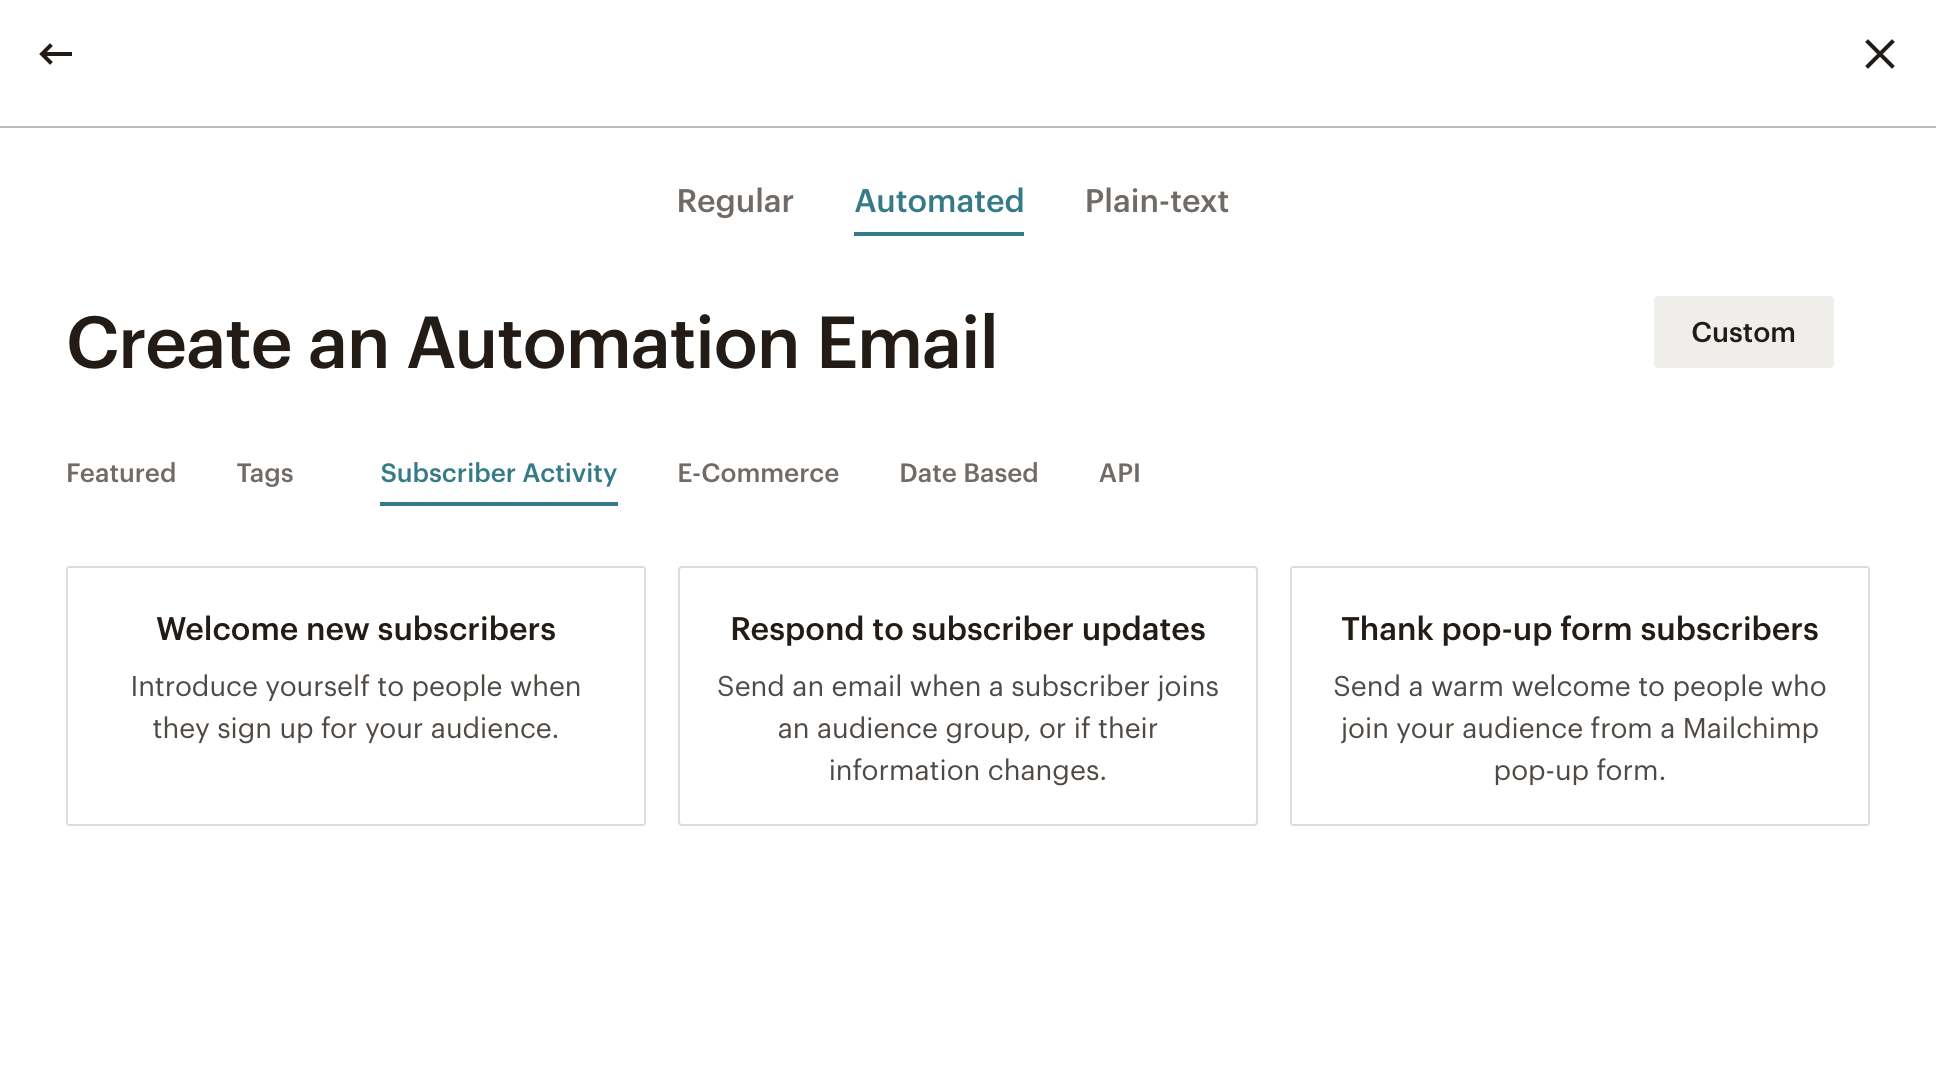 Regular Automated Plain-text
Create an Automation Email
Custom
Featured Tags Subscriber Activity E-Commerce Date Based API
Welcome new subscribers
Introduce yourself to people when
they sign up for your audience.
Respond to subscriber updates
Send an email when a subscriber joins
an audience group, or if their
information changes.
Thank pop-up form subscribers
Send a warm welcome to people who
join your audience from a Mailchimp
pop-up form.